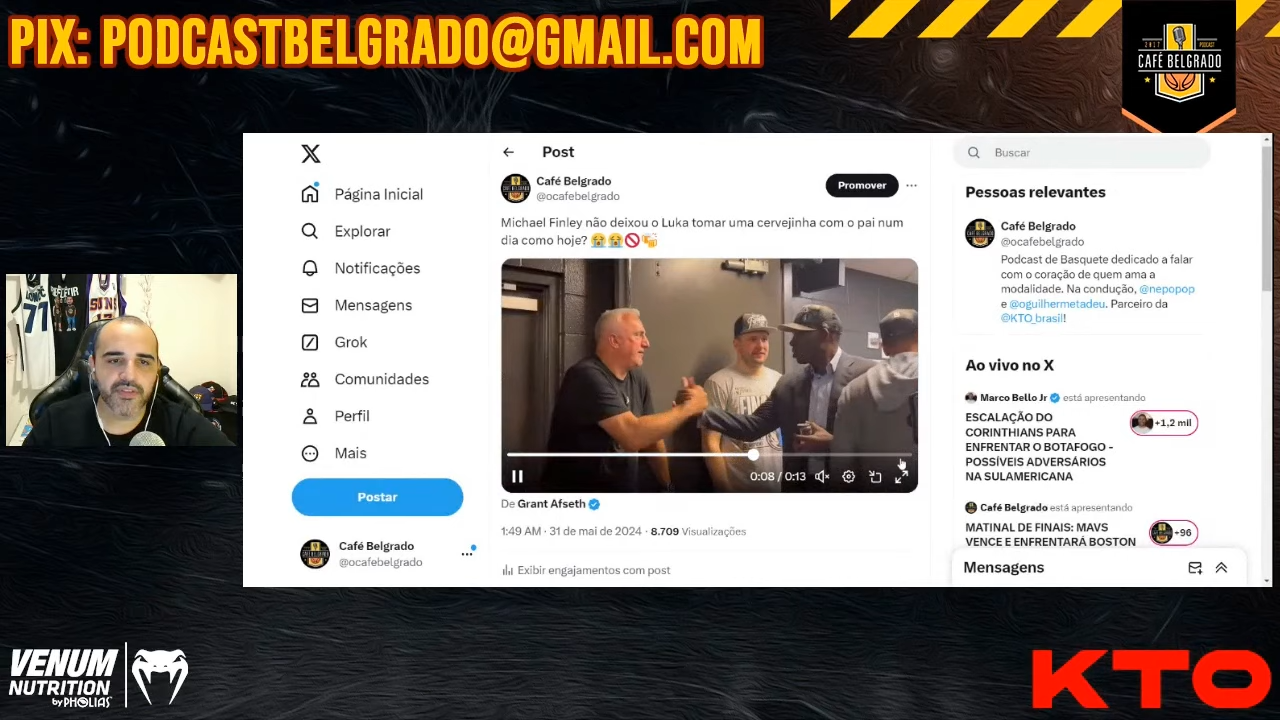 PIX: PODCASTBELGRADO@GMAIL.COM
2017 PODCAST
CAFÉ BELGRADO
Post
Café Belgrado
@ocafebelgrado
Promover
Michael Finley não deixou o Luka tomar uma cervejinha com o pai num
dia como hoje? 😭😭🚫🍻
0:08 / 0:13
De Grant Afseth
1:49 AM · 31 de mai de 2024 · 8.709 Visualizações
Exibir engajamentos com post
Página Inicial
Explorar
Notificações
Mensagens
Grok
Comunidades
Perfil
Mais
Postar
Café Belgrado
@ocafebelgrado
Buscar
Pessoas relevantes
Café Belgrado
@ocafebelgrado
Podcast de Basquete dedicado a falar
com o coração de quem ama a
modalidade. Na condução, @nepopop
e @oguilhermetadeu. Parceiro da
@KTO_brasil!
Ao vivo no X
Marco Bello Jr está apresentando
ESCALAÇÃO DO
CORINTHIANS PARA
ENFRENTAR O BOTAFOGO -
POSSÍVEIS ADVERSÁRIOS
NA SULAMERICANA
+1,2 mil
Café Belgrado está apresentando
MATINAL DE FINAIS: MAVS
VENCE E ENFRENTARÁ BOSTON
+96
Mensagens
77
SUNS
VENUM
NUTRITION
by PHOLIAS
KTO